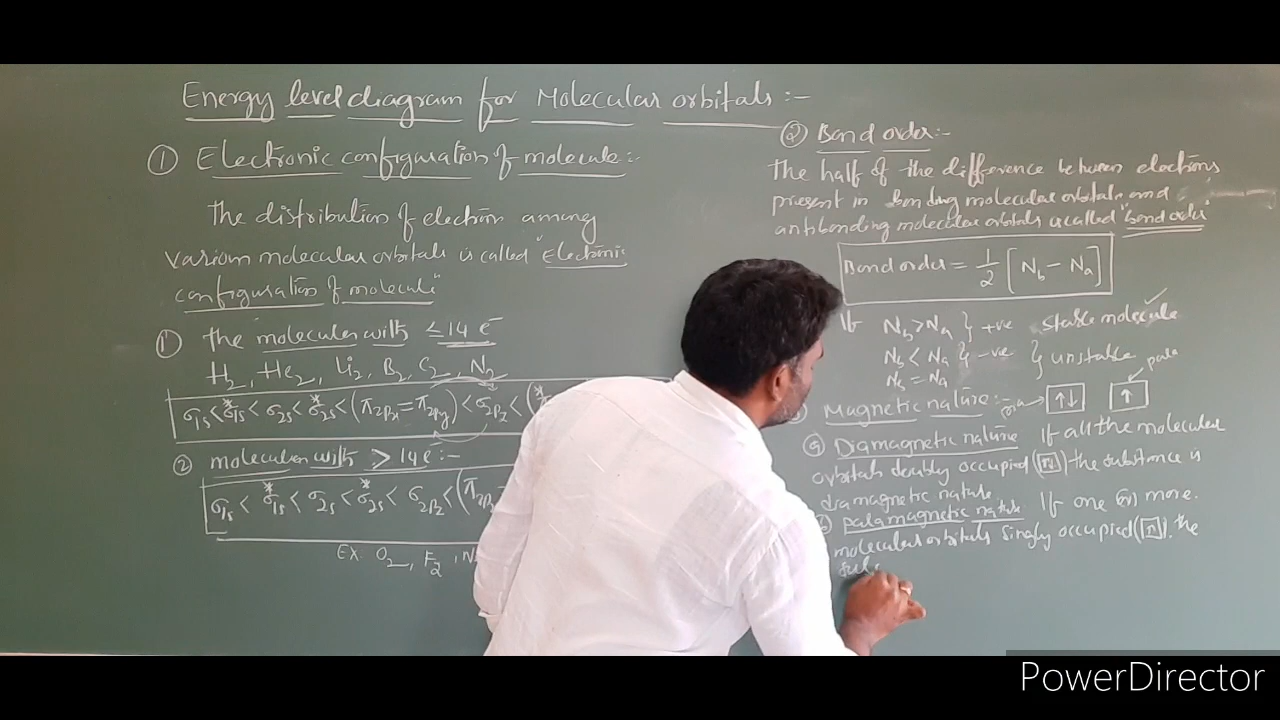 Energy level diagram for Molecular orbitals :-
① Electronic configuration of molecule:-
The distribution of electron among
various molecular orbitals is called "Electronic
configuration of molecule"
① the molecules with ≤14 e⁻
H₂, He₂, Li₂, B₂, C₂, N₂
σ1s < σ*1s < σ2s < σ*2s < (π2px = π2py) < σ2pz < (*
② molecules with > 14 e⁻:-
σ1s < σ*1s < σ2s < σ*2s < σ2pz < (π2px =
Ex: O₂, F₂, N
② Bond order:-
The half of the difference between electrons
present in bonding molecular orbitals and
antibonding molecular orbitals is called "bond order"
Bond order = 1/2 [Nb - Na]
If Nb > Na } +ve stable molecule
Nb < Na } -ve } unstable para
Nb = Na
Magnetic nature:- dia → ↑↓ ↑
(a) Diamagnetic nature If all the molecular
orbitals doubly occupied (↑↓) the substance is
diamagnetic nature.
(b) paramagnetic nature If one (or) more.
molecular orbitals singly occupied (↑). the
sub
PowerDirector